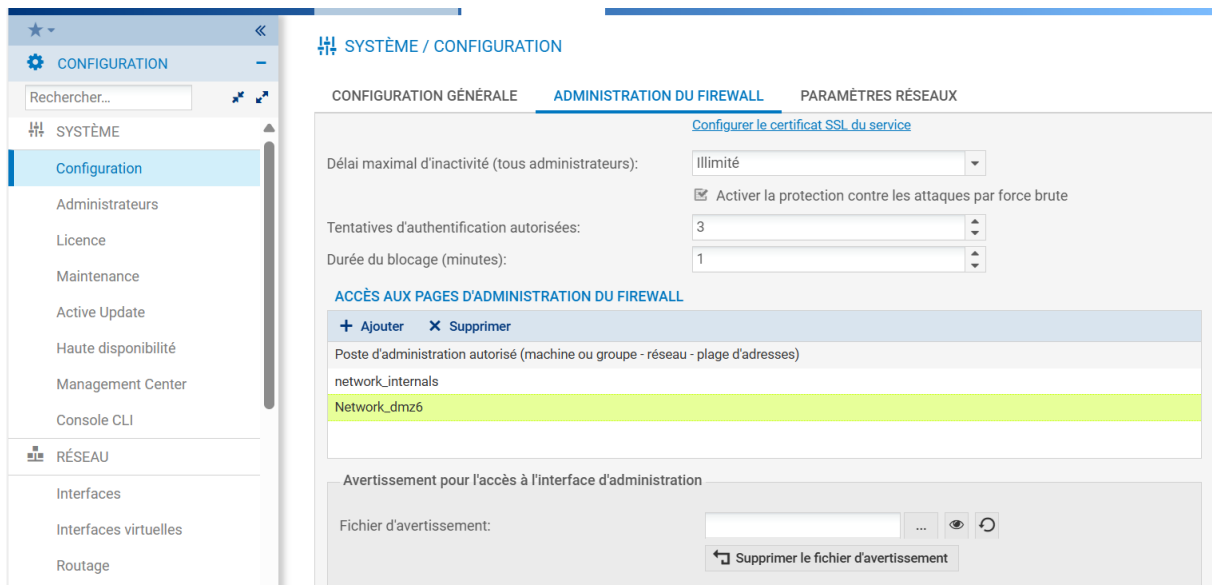 CONFIGURATION
Rechercher...
SYSTÈME
Configuration
Administrateurs
Licence
Maintenance
Active Update
Haute disponibilité
Management Center
Console CLI
RÉSEAU
Interfaces
Interfaces virtuelles
Routage
SYSTÈME / CONFIGURATION
CONFIGURATION GÉNÉRALE ADMINISTRATION DU FIREWALL PARAMÈTRES RÉSEAUX
Configurer le certificat SSL du service
Délai maximal d'inactivité (tous administrateurs): Illimité
Activer la protection contre les attaques par force brute
Tentatives d'authentification autorisées: 3
Durée du blocage (minutes): 1
ACCÈS AUX PAGES D'ADMINISTRATION DU FIREWALL
+ Ajouter × Supprimer
Poste d'administration autorisé (machine ou groupe - réseau - plage d'adresses)
network_internals
Network_dmz6
Avertissement pour l'accès à l'interface d'administration
Fichier d'avertissement: ...
Supprimer le fichier d'avertissement